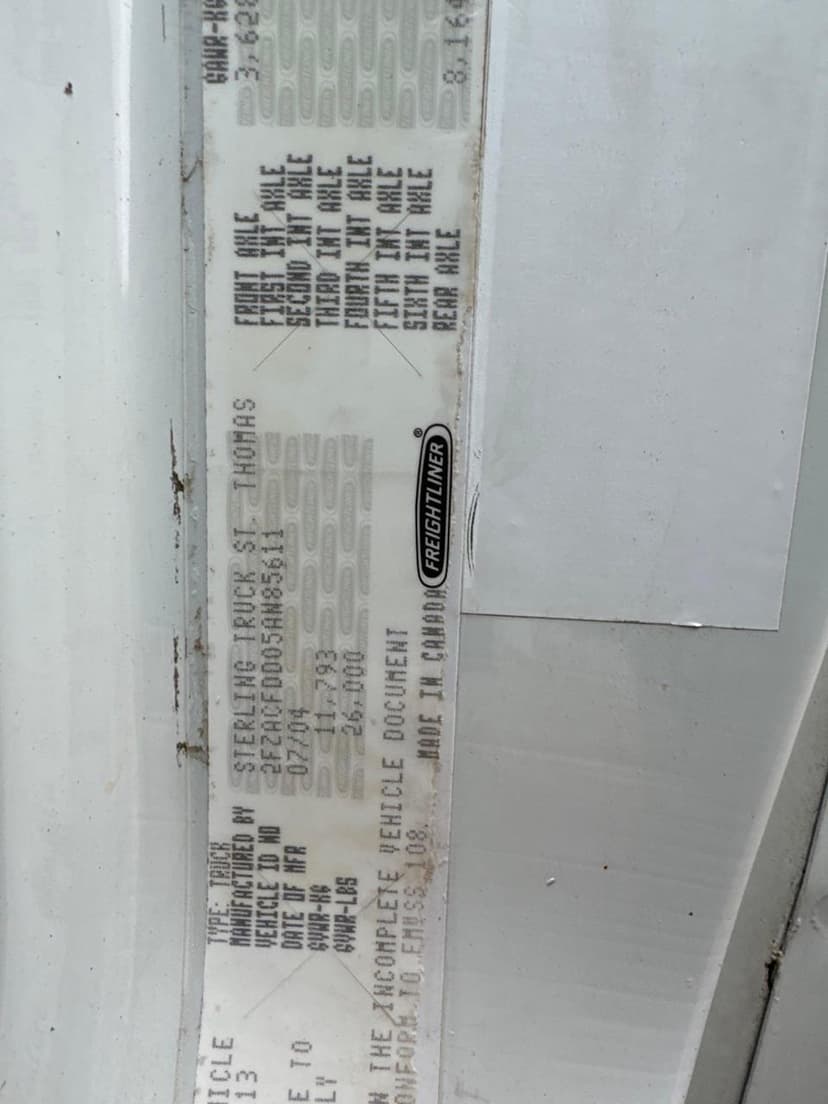 HICLE
13
E TO
LY
TYPE: TRUCK
MANUFACTURED BY STERLING TRUCK ST. THOMAS
VEHICLE ID NO 2FZACFDD05AN85611
DATE OF MFR 07/04
GVWR-KG 11,793
GVWR-LBS 26,000
N THE INCOMPLETE VEHICLE DOCUMENT
ONFORM TO FMVSS 108. MADE IN CANADA
FREIGHTLINER®
GAWR-KG
FRONT AXLE 3,628
FIRST INT AXLE
SECOND INT AXLE
THIRD INT AXLE
FOURTH INT AXLE
FIFTH INT AXLE
SIXTH INT AXLE
REAR AXLE 8,164